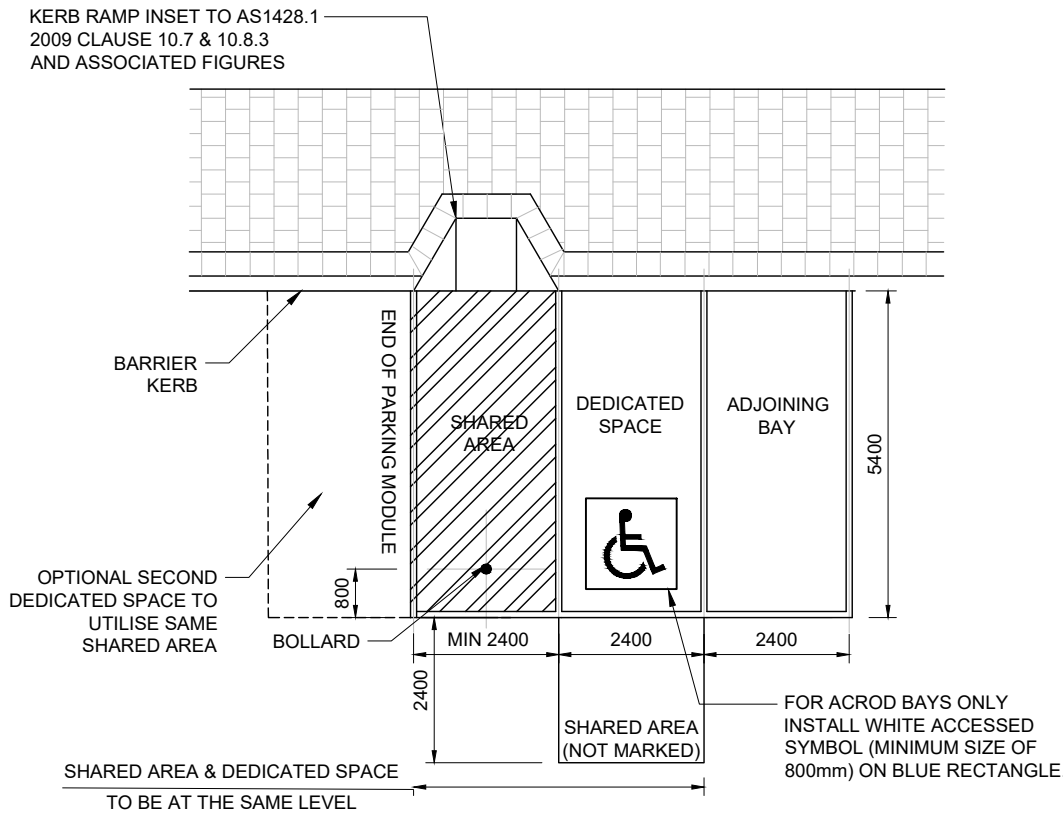 KERB RAMP INSET TO AS1428.1
2009 CLAUSE 10.7 & 10.8.3
AND ASSOCIATED FIGURES
BARRIER
KERB
END OF PARKING MODULE
SHARED
AREA
DEDICATED
SPACE
ADJOINING
BAY
5400
OPTIONAL SECOND
DEDICATED SPACE TO
UTILISE SAME
SHARED AREA
800
BOLLARD
MIN 2400
2400
2400
2400
SHARED AREA
(NOT MARKED)
FOR ACROD BAYS ONLY
INSTALL WHITE ACCESSED
SYMBOL (MINIMUM SIZE OF
800mm) ON BLUE RECTANGLE
SHARED AREA & DEDICATED SPACE
TO BE AT THE SAME LEVEL